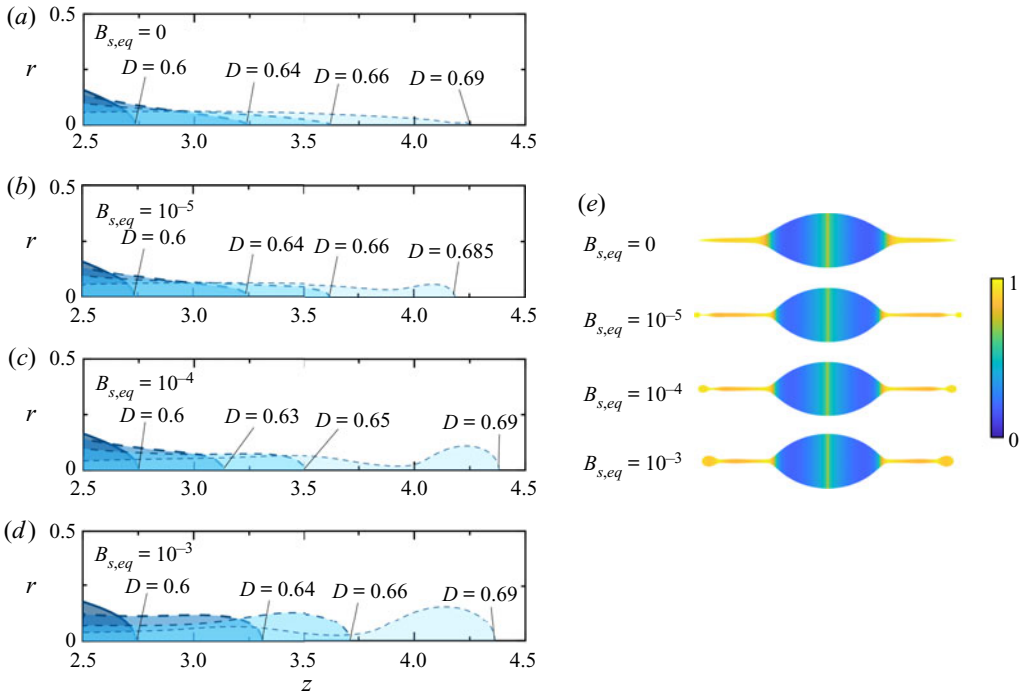 (a)
0.5
B_{s,eq} = 0
r
D = 0.6 D = 0.64 D = 0.66 D = 0.69
0
2.5 3.0 3.5 4.0 4.5
(b)
0.5
B_{s,eq} = 10^{-5}
r
D = 0.6 D = 0.64 D = 0.66 D = 0.685
0
2.5 3.0 3.5 4.0 4.5
(c)
0.5
B_{s,eq} = 10^{-4}
r
D = 0.6 D = 0.63 D = 0.65 D = 0.69
0
2.5 3.0 3.5 4.0 4.5
(d)
0.5
B_{s,eq} = 10^{-3}
r
D = 0.6 D = 0.64 D = 0.66 D = 0.69
0
2.5 3.0 3.5 4.0 4.5
z
(e)
B_{s,eq} = 0
B_{s,eq} = 10^{-5}
B_{s,eq} = 10^{-4}
B_{s,eq} = 10^{-3}
1
0